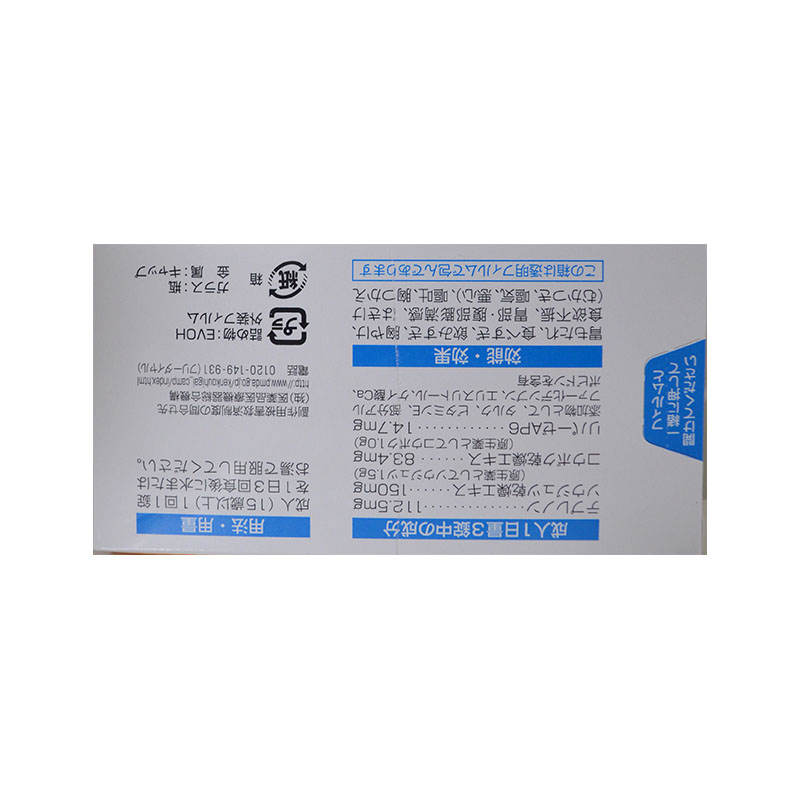 フィルムと
一緒に押して
開けてください
成人1日量3錠中の成分
テプレノン・・・・・・・・・・・・・・112.5mg
ソウジュツ乾燥エキス・・・・・・150mg
(原生薬としてソウジュツ1.5g)
コウボク乾燥エキス・・・・・・83.4mg
(原生薬としてコウボク1.0g)
リパーゼAP6・・・・・・・・・・・・14.7mg
添加物として、タルク、ビタミンE、部分アル
ファー化デンプン、エリスリトール、ケイ酸Ca、
ポビドンを含有
効能・効果
胃もたれ、食べすぎ、飲みすぎ、胸やけ、
食欲不振、胃部・腹部膨満感、はきけ
(むかつき、嘔気、悪心)、嘔吐、胸つかえ
この箱は透明フィルムで包んであります
用法・用量
成人(15歳以上)1回1錠
を1日3回食後に水または
お湯で服用してください。
副作用被害救済制度の問合せ先
(独)医薬品医療機器総合機構
http://www.pmda.go.jp/kenkouhigai_camp/index.html
電話 0120-149-931(フリーダイヤル)
プラ 詰め物:EVOH
外装フィルム
紙 箱 ガラス:瓶
金属:キャップ